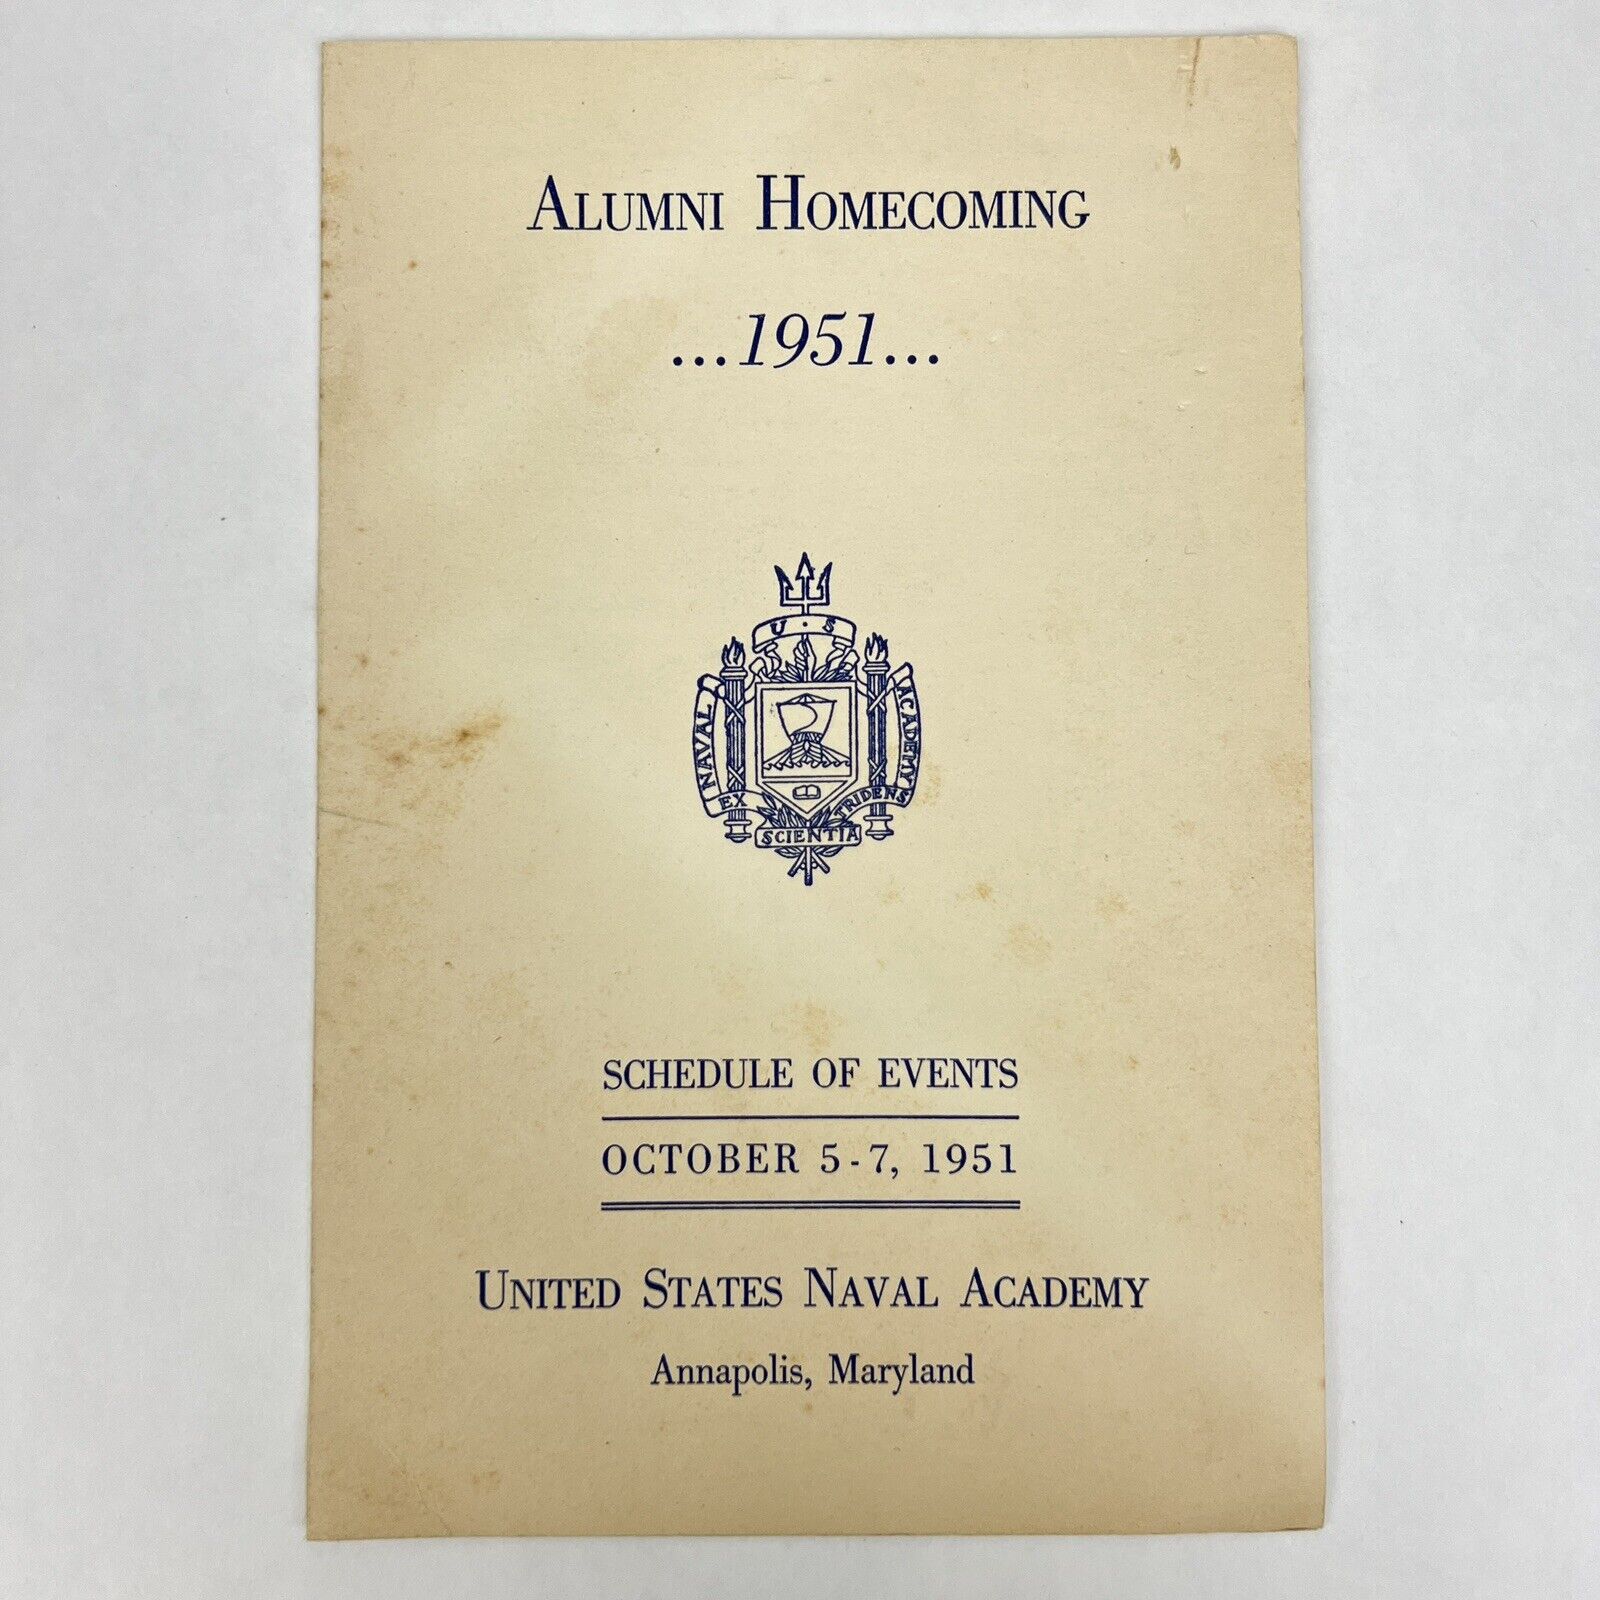 ALUMNI HOMECOMING
...1951...
U · S
NAVAL ACADEMY
EX SCIENTIA TRIDENS
SCHEDULE OF EVENTS
OCTOBER 5-7, 1951
UNITED STATES NAVAL ACADEMY
Annapolis, Maryland